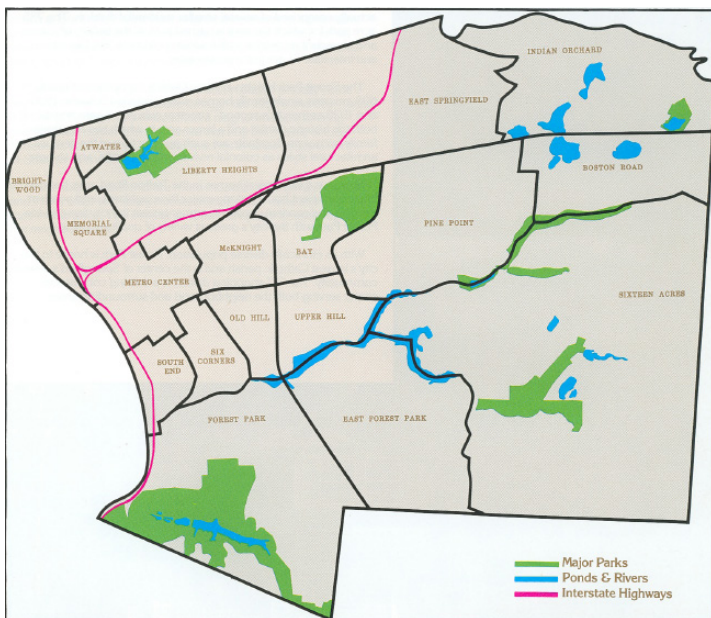 INDIAN ORCHARD
EAST SPRINGFIELD
ATWATER
LIBERTY HEIGHTS
BOSTON ROAD
BRIGHT-
WOOD
MEMORIAL
SQUARE
PINE POINT
McKNIGHT
BAY
METRO CENTER
SIXTEEN ACRES
OLD HILL
UPPER HILL
SIX
CORNERS
SOUTH
END
FOREST PARK
EAST FOREST PARK
Major Parks
Ponds & Rivers
Interstate Highways